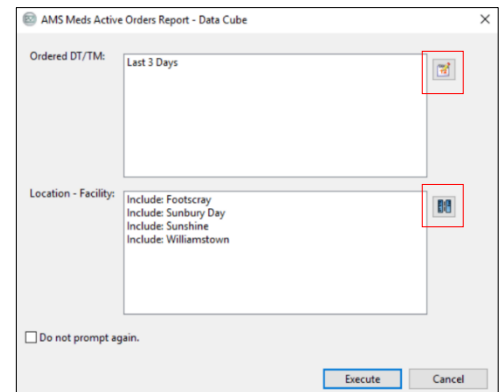 AMS Meds Active Orders Report - Data Cube
Ordered DT/TM:
Last 3 Days
Location - Facility:
Include: Footscray
Include: Sunbury Day
Include: Sunshine
Include: Williamstown
Do not prompt again.
Execute Cancel